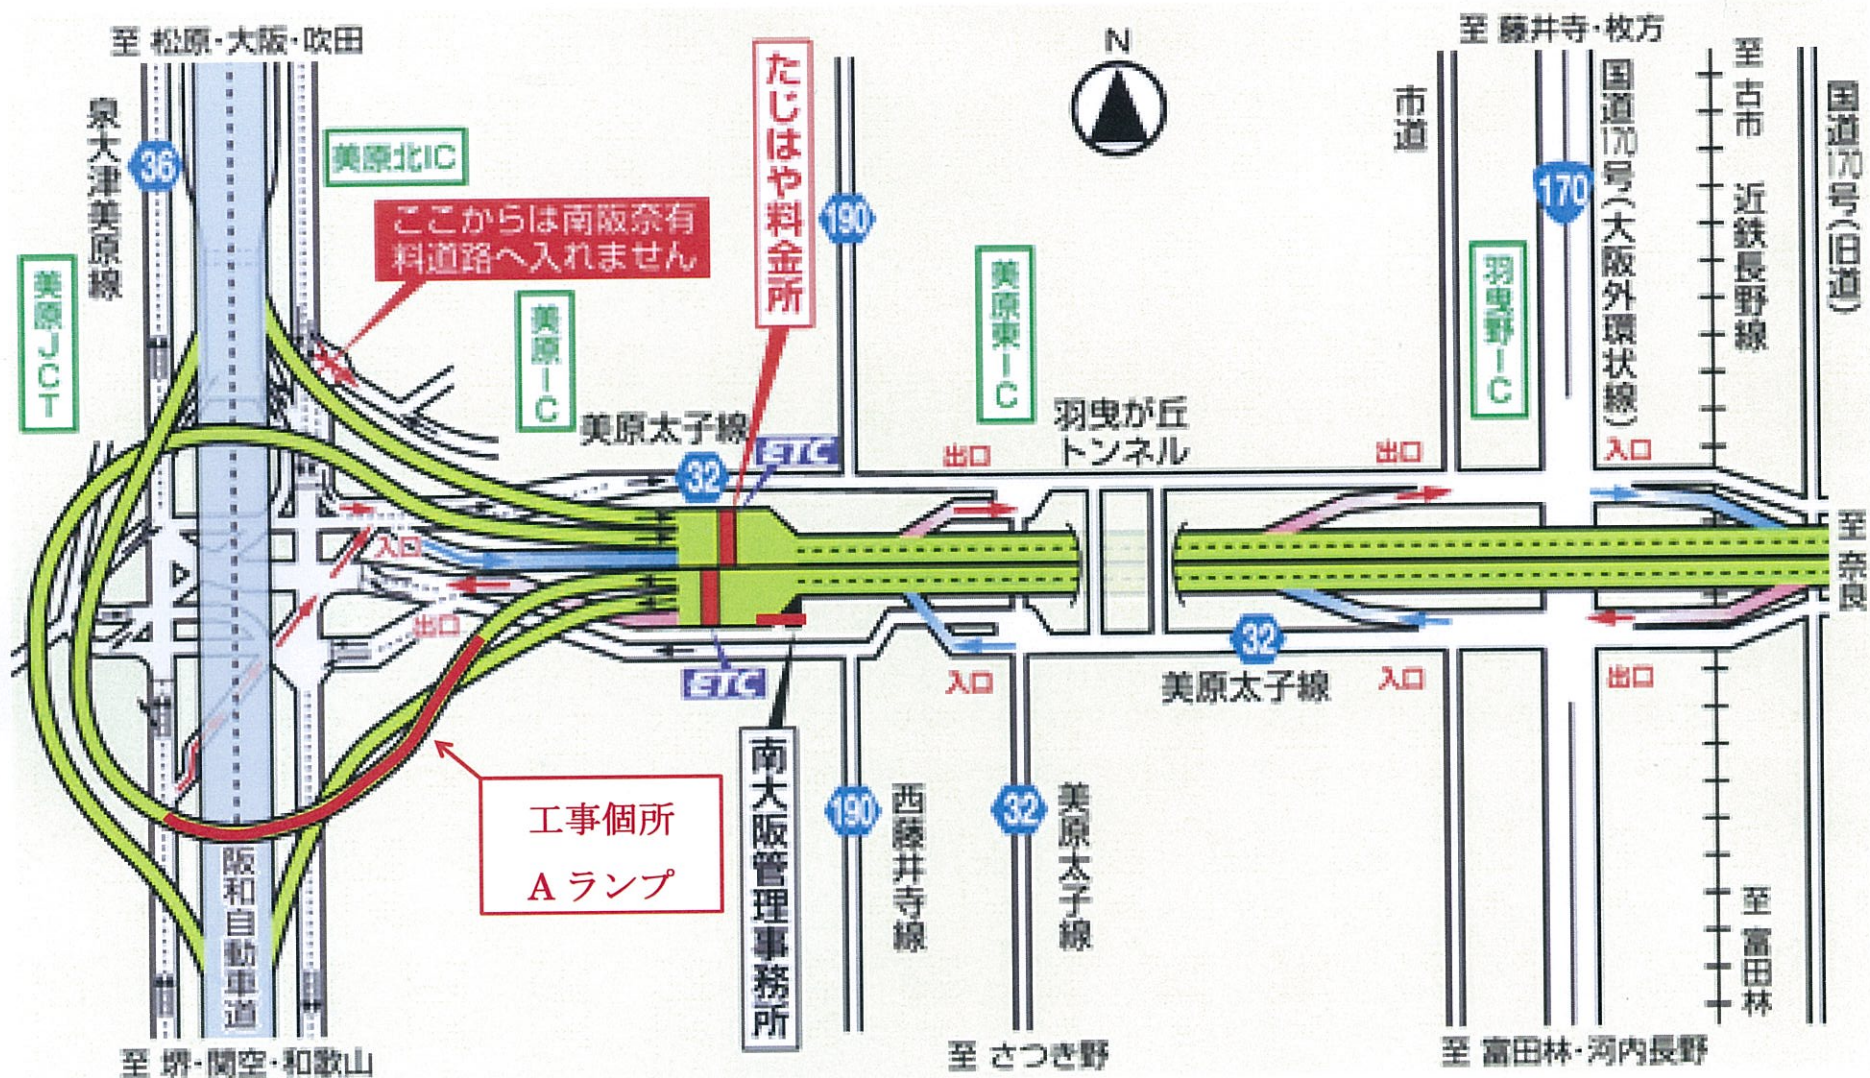 至 松原・大阪・吹田
泉大津美原線
36
美原北IC
ここからは南阪奈有
料道路へ入れません
美原JCT
美原IC
たじはや料金所
190
N
美原東IC
市道
至 藤井寺・枚方
170
国道170号(大阪外環状線)
羽曳野IC
至 古市
近鉄長野線
国道170号(旧道)
美原太子線
32
ETC
出口
羽曳が丘
トンネル
出口
入口
入口
至 奈良
出口
ETC
入口
32
美原太子線
入口
出口
工事個所
A ランプ
南大阪管理事務所
190
西藤井寺線
32
美原太子線
阪和自動車道
至 富田林
至 堺・関空・和歌山
至 さつき野
至 富田林・河内長野